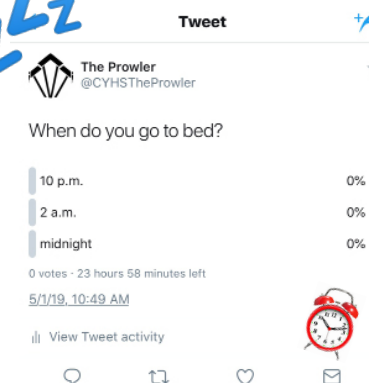 ZZ
Tweet
The Prowler
@CYHSTheProwler
When do you go to bed?
10 p.m. 0%
2 a.m. 0%
midnight 0%
0 votes · 23 hours 58 minutes left
5/1/19, 10:49 AM
View Tweet activity